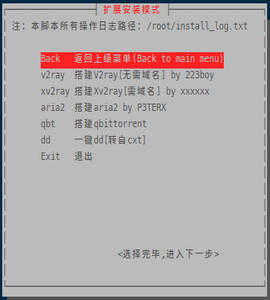 扩展安装模式
注：本脚本所有操作日志路径：/root/install_log.txt
Back 返回上级菜单(Back to main menu)
v2ray 搭建V2ray[无需域名] by 223boy
xv2ray 搭建Xv2ray[需域名] by xxxxxx
aria2 搭建aria2 by P3TERX
qbt 搭建qbittorrent
dd 一键dd[转自cxt]
Exit 退出
<选择完毕,进入下一步>